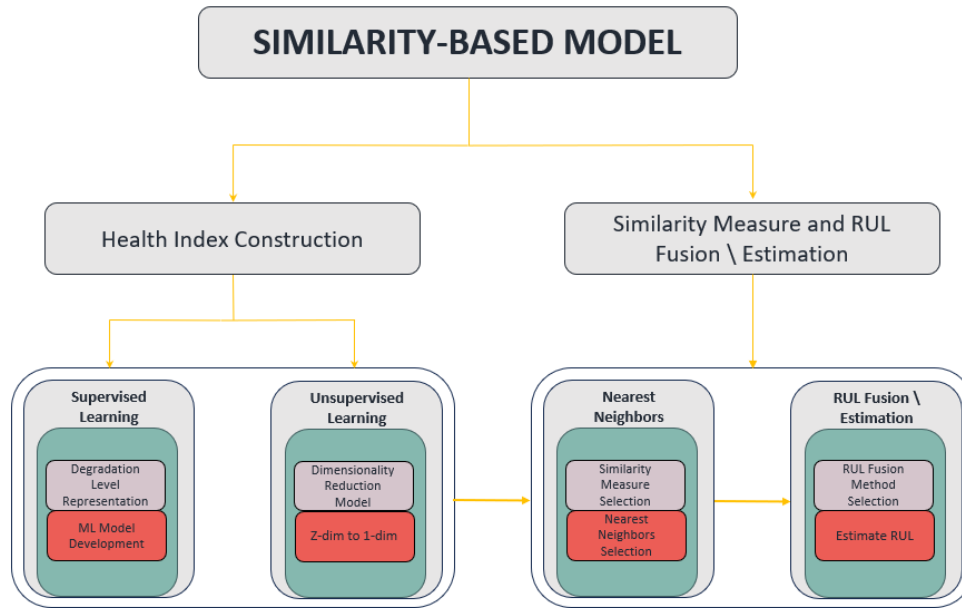 SIMILARITY-BASED MODEL
Health Index Construction
Similarity Measure and RUL
Fusion \ Estimation
Supervised
Learning
Degradation
Level
Representation
ML Model
Development
Unsupervised
Learning
Dimensionality
Reduction
Model
Z-dim to 1-dim
Nearest
Neighbors
Similarity
Measure
Selection
Nearest
Neighbors
Selection
RUL Fusion \
Estimation
RUL Fusion
Method
Selection
Estimate RUL